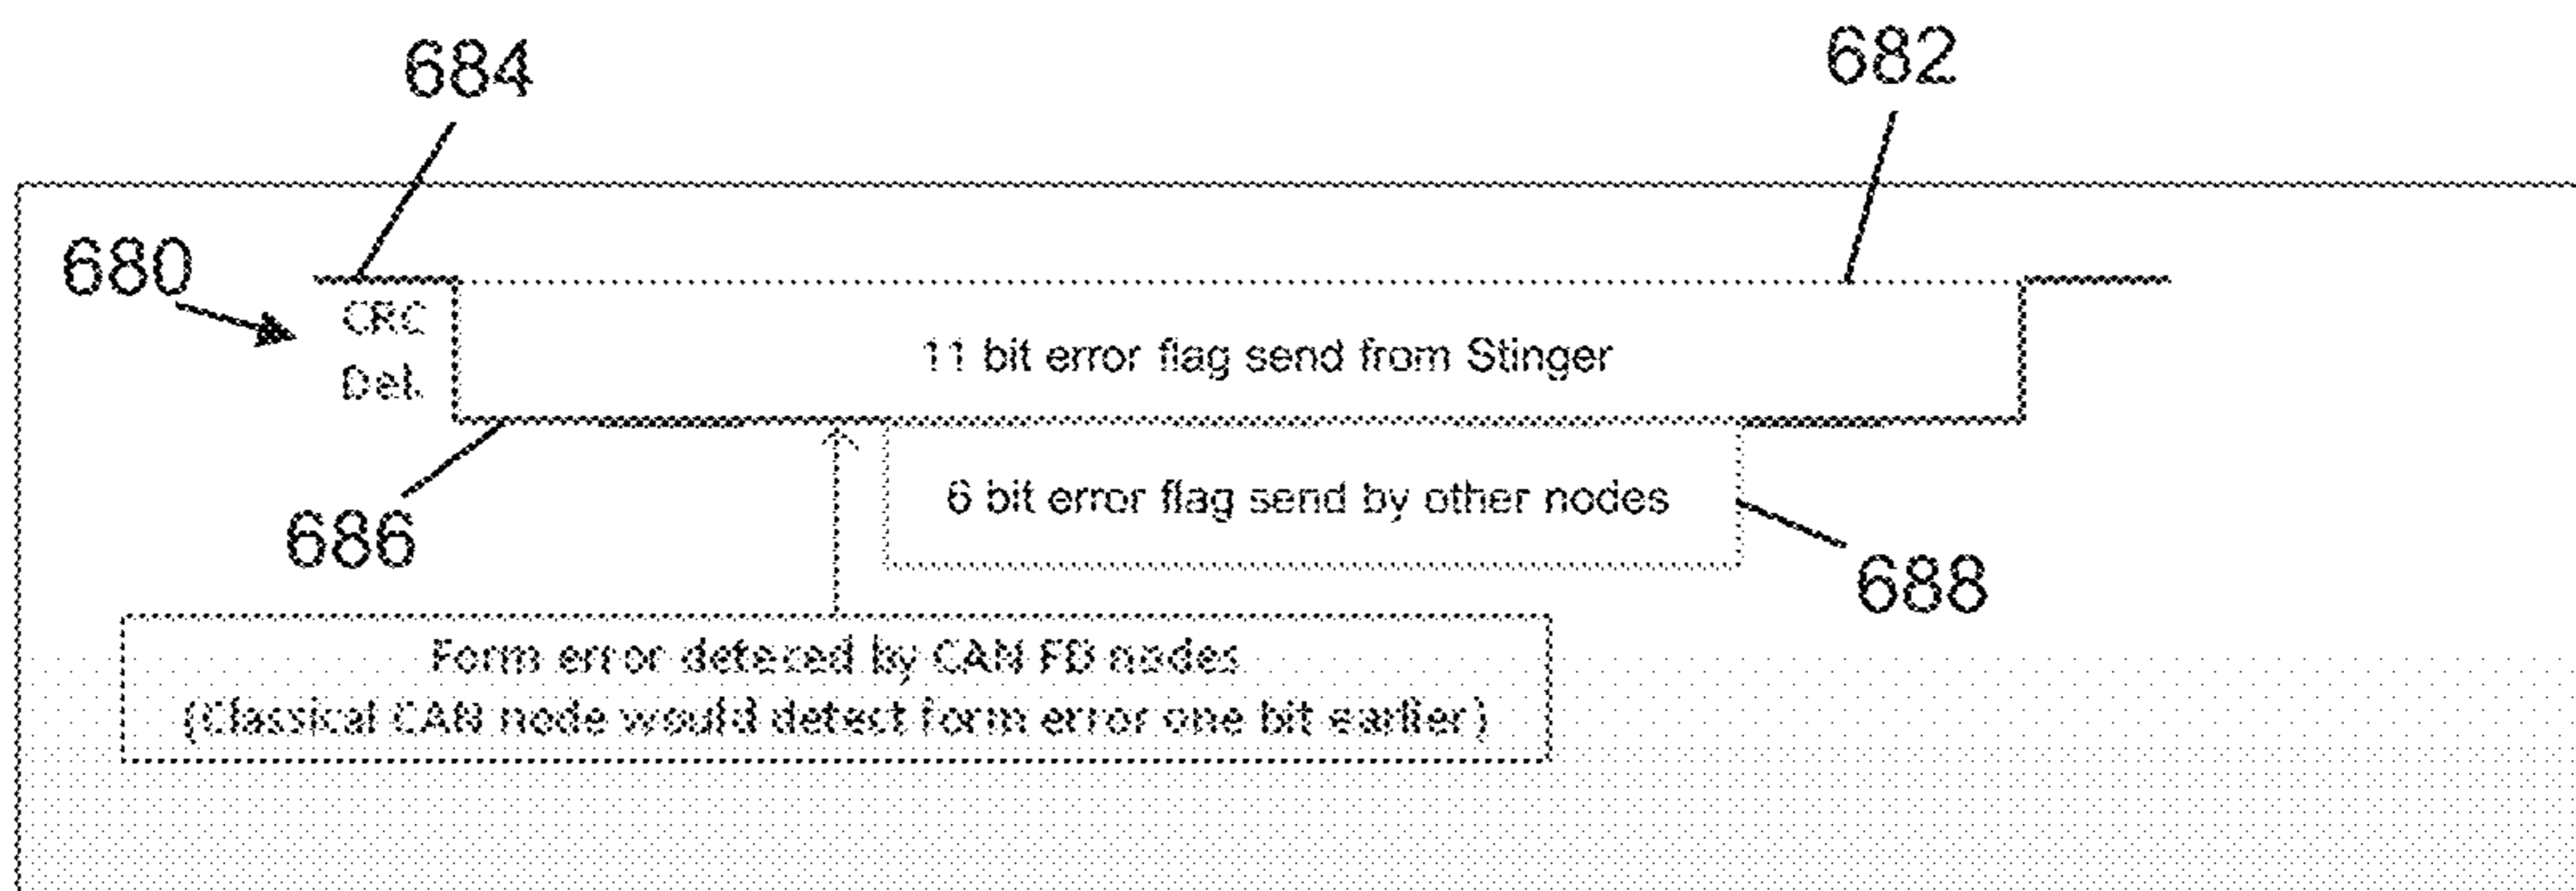 684
682
680
CRC
Del.
11 bit error flag send from Stinger
6 bit error flag send by other nodes
686
688
Form error deteced by CAN FD nodes
(Classical CAN node would detect form error one bit earlier)